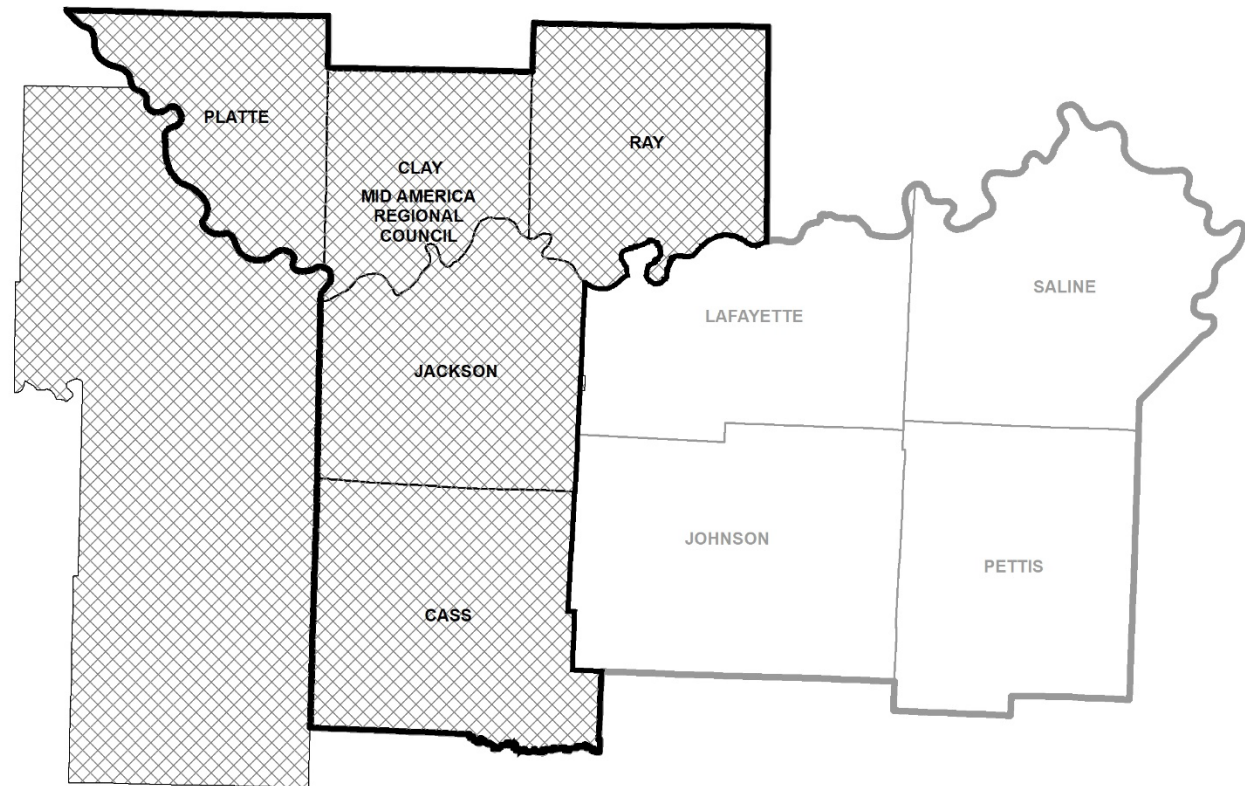 PLATTE
RAY
CLAY
MID AMERICA
REGIONAL
COUNCIL
SALINE
LAFAYETTE
JACKSON
JOHNSON
PETTIS
CASS